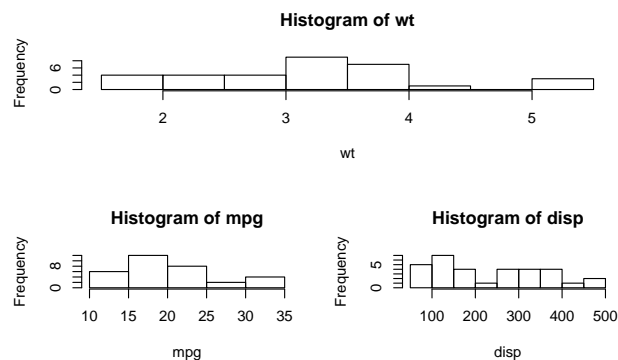 Histogram of wt
Frequency
0 6
2 3 4 5
wt
Histogram of mpg
Frequency
0 8
10 15 20 25 30 35
mpg
Histogram of disp
Frequency
0 5
100 200 300 400 500
disp